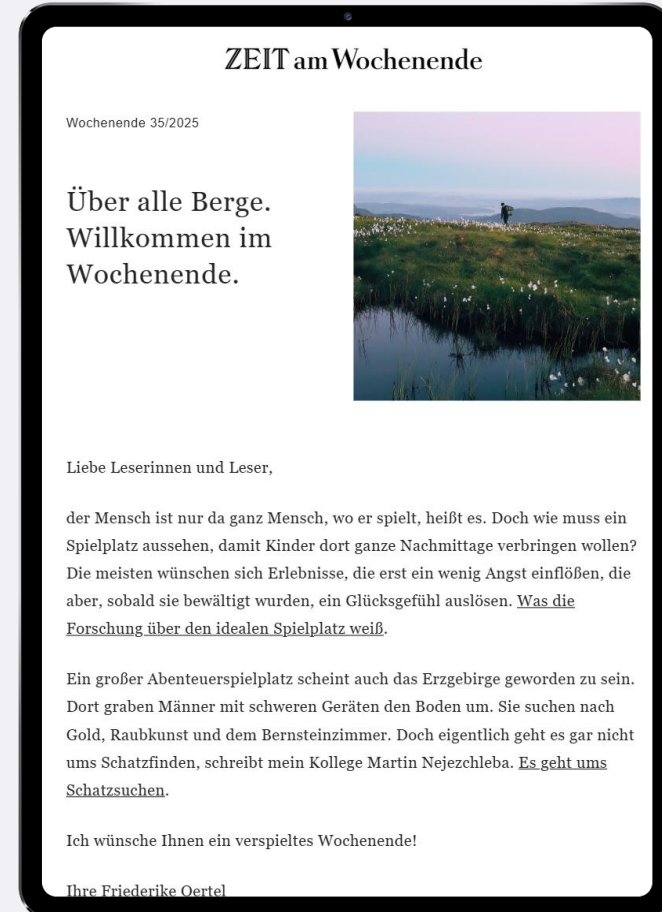 ZEIT am Wochenende
Wochenende 35/2025
Über alle Berge.
Willkommen im
Wochenende.
Liebe Leserinnen und Leser,
der Mensch ist nur da ganz Mensch, wo er spielt, heißt es. Doch wie muss ein
Spielplatz aussehen, damit Kinder dort ganze Nachmittage verbringen wollen?
Die meisten wünschen sich Erlebnisse, die erst ein wenig Angst einflößen, die
aber, sobald sie bewältigt wurden, ein Glücksgefühl auslösen. Was die
Forschung über den idealen Spielplatz weiß.
Ein großer Abenteuerspielplatz scheint auch das Erzgebirge geworden zu sein.
Dort graben Männer mit schweren Geräten den Boden um. Sie suchen nach
Gold, Raubkunst und dem Bernsteinzimmer. Doch eigentlich geht es gar nicht
ums Schatzfinden, schreibt mein Kollege Martin Nejezchleba. Es geht ums
Schatzsuchen.
Ich wünsche Ihnen ein verspieltes Wochenende!
Ihre Friederike Oertel